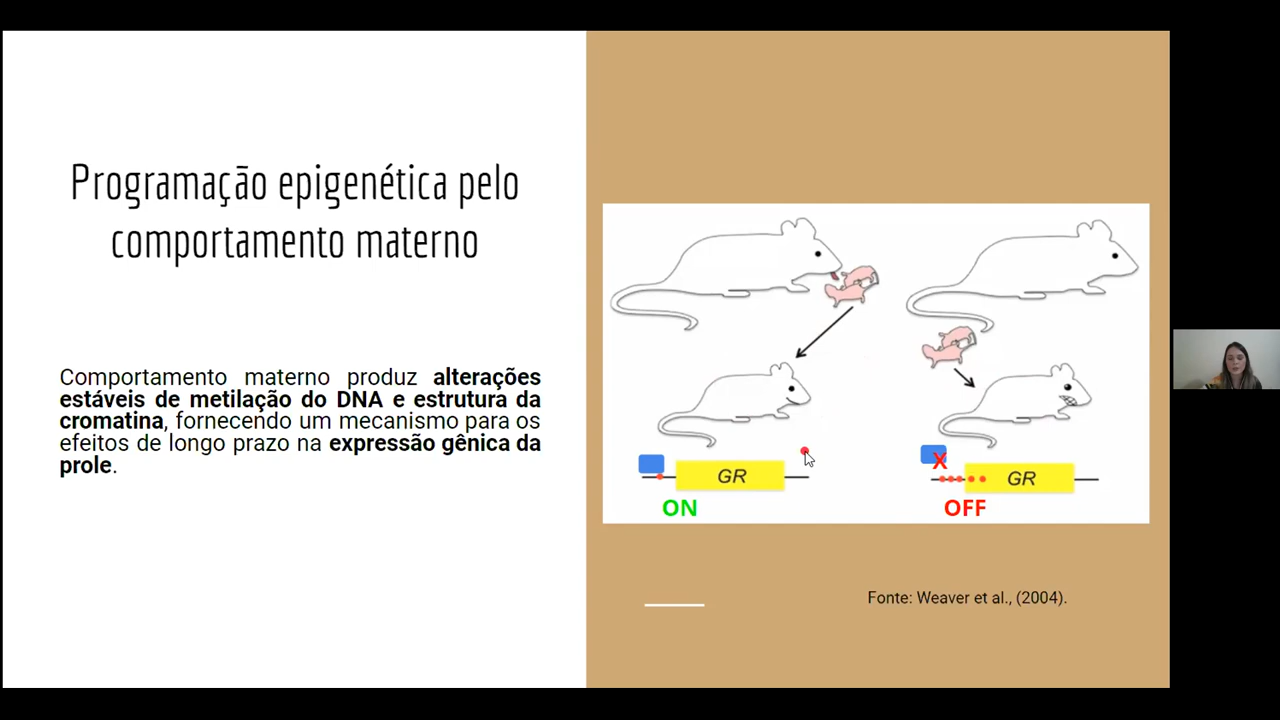 Programação epigenética pelo
comportamento materno
Comportamento materno produz alterações
estáveis de metilação do DNA e estrutura da
cromatina, fornecendo um mecanismo para os
efeitos de longo prazo na expressão gênica da
prole.
GR
ON
X
GR
OFF
Fonte: Weaver et al., (2004).